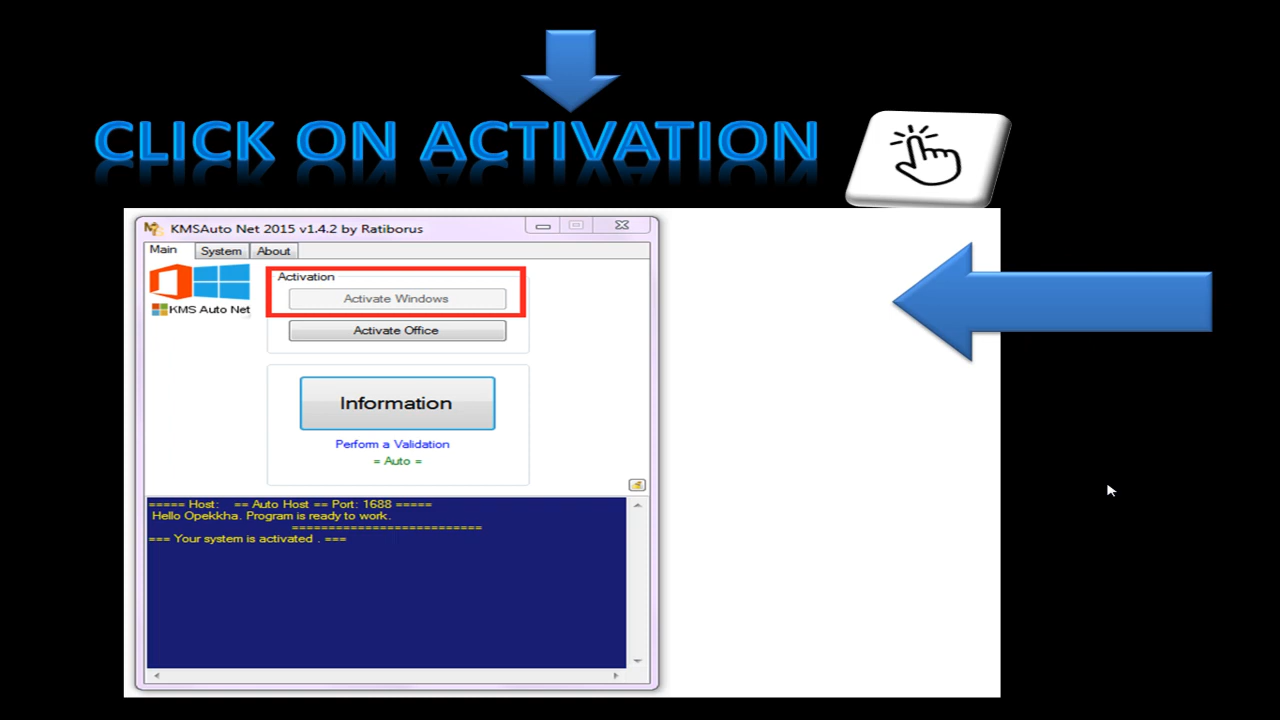 CLICK ON ACTIVATION
KMSAuto Net 2015 v1.4.2 by Ratiborus
Main System About
Activation
Activate Windows
KMS Auto Net
Activate Office
Information
Perform a Validation
= Auto =
===== Host: == Auto Host == Port: 1688 =====
Hello Opekkha. Program is ready to work.
==========================
=== Your system is activated . ===